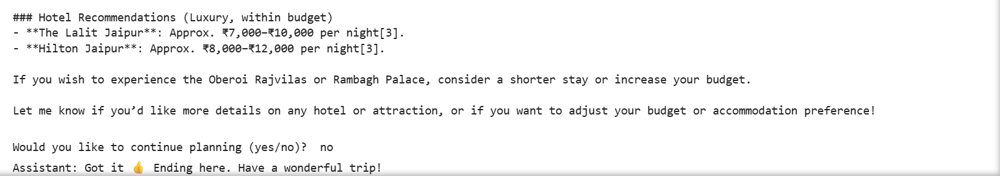 ### Hotel Recommendations (Luxury, within budget)
- **The Lalit Jaipur**: Approx. ₹7,000–₹10,000 per night[3].
- **Hilton Jaipur**: Approx. ₹8,000–₹12,000 per night[3].
If you wish to experience the Oberoi Rajvilas or Rambagh Palace, consider a shorter stay or increase your budget.
Let me know if you’d like more details on any hotel or attraction, or if you want to adjust your budget or accommodation preference!
Would you like to continue planning (yes/no)?  no
Assistant: Got it 👍 Ending here. Have a wonderful trip!